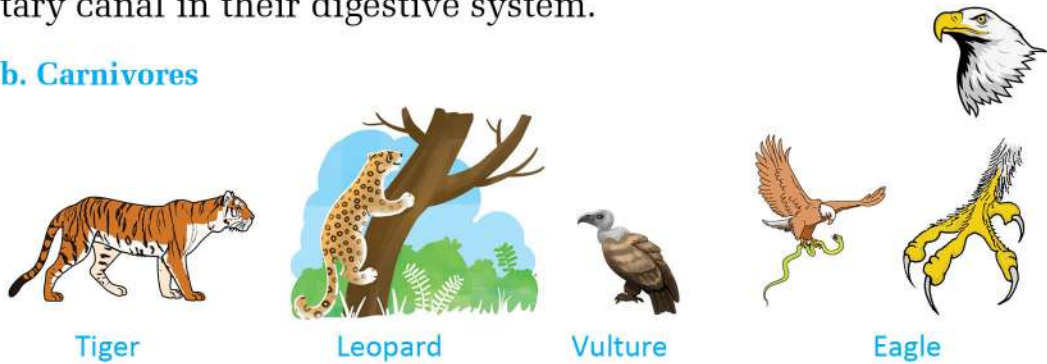 tary canal in their digestive system.
b. Carnivores
Tiger
Leopard
Vulture
Eagle